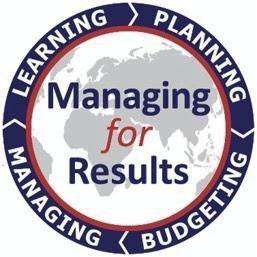 LEARNING
PLANNING
BUDGETING
MANAGING
Managing
for
Results